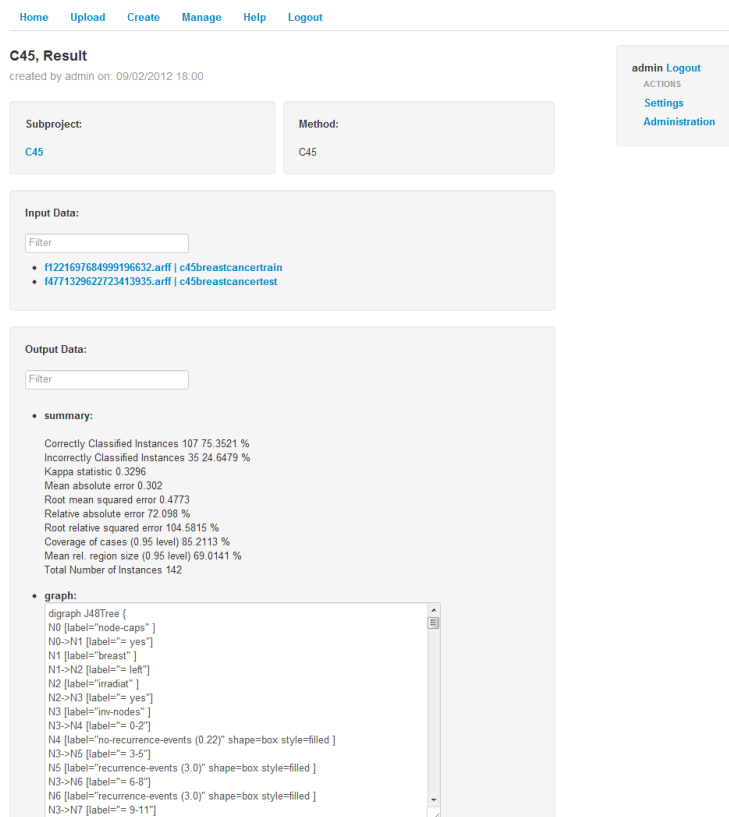 Home Upload Create Manage Help Logout
C45, Result
created by admin on: 09/02/2012 18:00
admin Logout
ACTIONS
Settings
Administration
Subproject:
C45
Method:
C45
Input Data:
Filter
f1221697684999196632.arff | c45breastcancertrain
f4771329622723413935.arff | c45breastcancertest
Output Data:
Filter
summary:
Correctly Classified Instances 107 75.3521 %
Incorrectly Classified Instances 35 24.6479 %
Kappa statistic 0.3296
Mean absolute error 0.302
Root mean squared error 0.4773
Relative absolute error 72.098 %
Root relative squared error 104.5815 %
Coverage of cases (0.95 level) 85.2113 %
Mean rel. region size (0.95 level) 69.0141 %
Total Number of Instances 142
graph:
digraph J48Tree {
N0 [label="node-caps" ]
N0->N1 [label="= yes"]
N1 [label="breast" ]
N1->N2 [label="= left"]
N2 [label="irradiat" ]
N2->N3 [label="= yes"]
N3 [label="inv-nodes" ]
N3->N4 [label="= 0-2"]
N4 [label="no-recurrence-events (0.22)" shape=box style=filled ]
N3->N5 [label="= 3-5"]
N5 [label="recurrence-events (3.0)" shape=box style=filled ]
N3->N6 [label="= 6-8"]
N6 [label="recurrence-events (3.0)" shape=box style=filled ]
N3->N7 [label="= 9-11"]